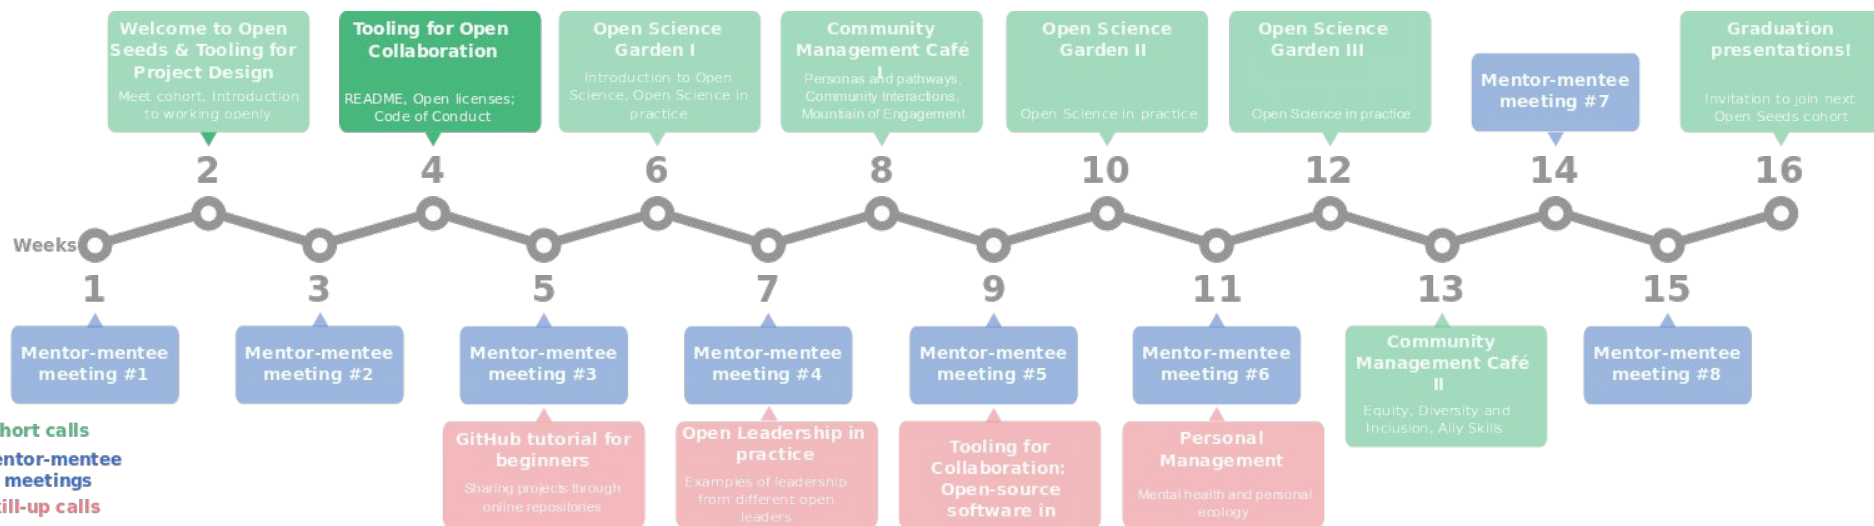 Welcome to Open
Seeds & Tooling for
Project Design
Meet cohort, Introduction
to working openly
Tooling for Open
Collaboration
README, Open licenses;
Code of Conduct
Open Science
Garden I
Introduction to Open
Science, Open Science in
practice
Community
Management Café
I
Personas and pathways,
Community Interactions,
Mountain of Engagement
Open Science
Garden II
Open Science in practice
Open Science
Garden III
Open Science in practice
Mentor-mentee
meeting #7
Graduation
presentations!
Invitation to join next
Open Seeds cohort
2
4
6
8
10
12
14
16
Weeks
1
3
5
7
9
11
13
15
Mentor-mentee
meeting #1
Mentor-mentee
meeting #2
Mentor-mentee
meeting #3
Mentor-mentee
meeting #4
Mentor-mentee
meeting #5
Mentor-mentee
meeting #6
Community
Management Café
II
Equity, Diversity and
Inclusion, Ally Skills
Mentor-mentee
meeting #8
hort calls
entor-mentee
meetings
kill-up calls
GitHub tutorial for
beginners
Sharing projects through
online repositories
Open Leadership in
practice
Examples of leadership
from different open
leaders
Tooling for
Collaboration:
Open-source
software in
Personal
Management
Mental health and personal
ecology